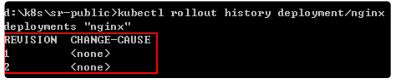 d:\k8s\sr-public>kubectl rollout history deployment/nginx
deployments "nginx"
REVISION  CHANGE-CAUSE
1         <none>
2         <none>